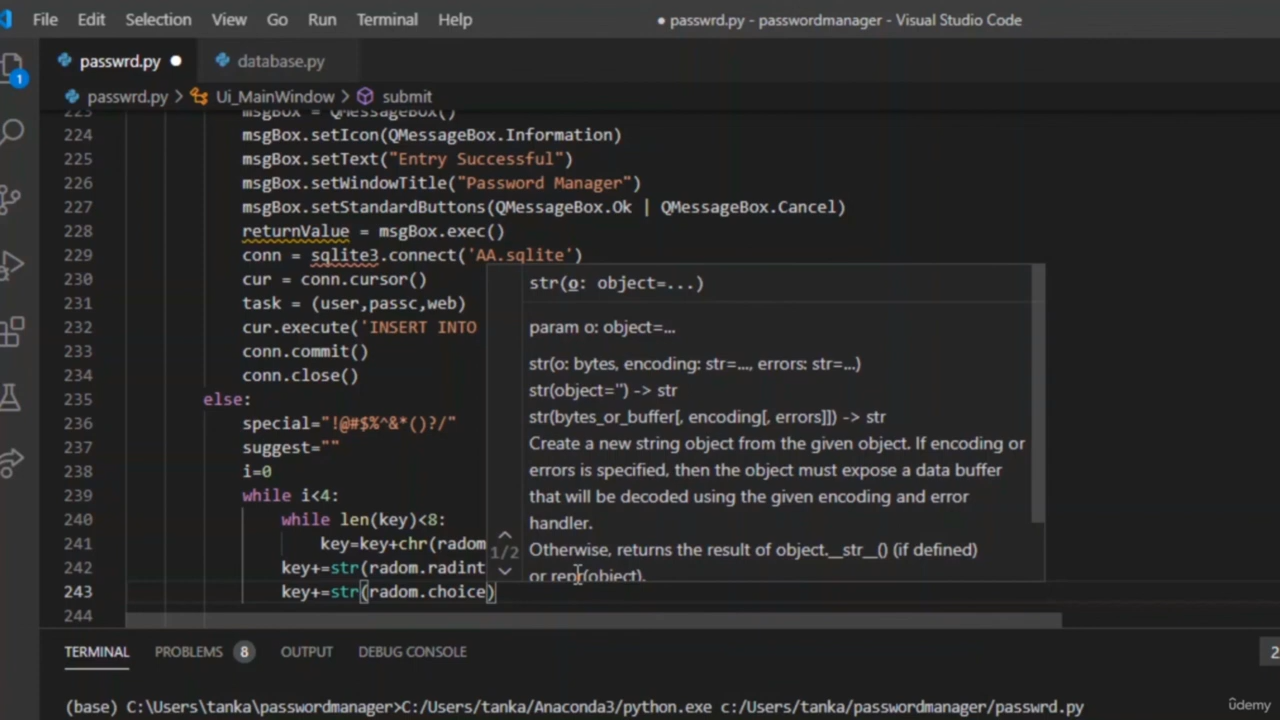 File Edit Selection View Go Run Terminal Help
● passwrd.py - passwordmanager - Visual Studio Code
passwrd.py ● database.py
1
passwrd.py > Ui_MainWindow > submit
223 msgBox = QMessageBox()
224 msgBox.setIcon(QMessageBox.Information)
225 msgBox.setText("Entry Successful")
226 msgBox.setWindowTitle("Password Manager")
227 msgBox.setStandardButtons(QMessageBox.Ok | QMessageBox.Cancel)
228 returnValue = msgBox.exec()
229 conn = sqlite3.connect('AA.sqlite')
230 cur = conn.cursor()
231 task = (user,passc,web)
232 cur.execute('INSERT INTO
233 conn.commit()
234 conn.close()
235 else:
236 special="!@#$%^&*()?/"
237 suggest=""
238 i=0
239 while i<4:
240 while len(key)<8:
241 key=key+chr(radom
242 key+=str(radom.radint
243 key+=str(radom.choice)
244
str(o: object=...)
param o: object=...
str(o: bytes, encoding: str=..., errors: str=...)
str(object='') -> str
str(bytes_or_buffer[, encoding[, errors]]) -> str
Create a new string object from the given object. If encoding or
errors is specified, then the object must expose a data buffer
that will be decoded using the given encoding and error
handler.
1/2
Otherwise, returns the result of object.__str__() (if defined)
or repr(object).
TERMINAL PROBLEMS 8 OUTPUT DEBUG CONSOLE
2
(base) C:\Users\tanka\passwordmanager>C:/Users/tanka/Anaconda3/python.exe c:/Users/tanka/passwordmanager/passwrd.py
ûdemy